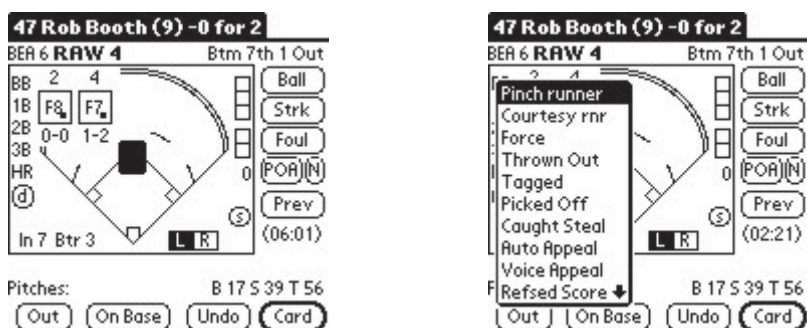 47 Rob Booth (9) -0 for 2
BEA 6 RAW 4 Btm 7th 1 Out
BB 2 4 Ball
1B F8 F7 Strk
2B 0-0 1-2 Foul
3B
HR 0 POA N
d Prev
S
In 7 Btr 3 L R (06:01)
Pitches: B 17 S 39 T 56
Out On Base Undo Card
47 Rob Booth (9) -0 for 2
BEA 6 RAW 4 Btm 7th 1 Out
Ball
Pinch runner
Courtesy rnr Strk
Force Foul
Thrown Out
Tagged 0 POA N
Picked Off Prev
Caught Steal S
Auto Appeal L R (02:21)
Voice Appeal
Refsed Score B 17 S 39 T 56
Out On Base Undo Card